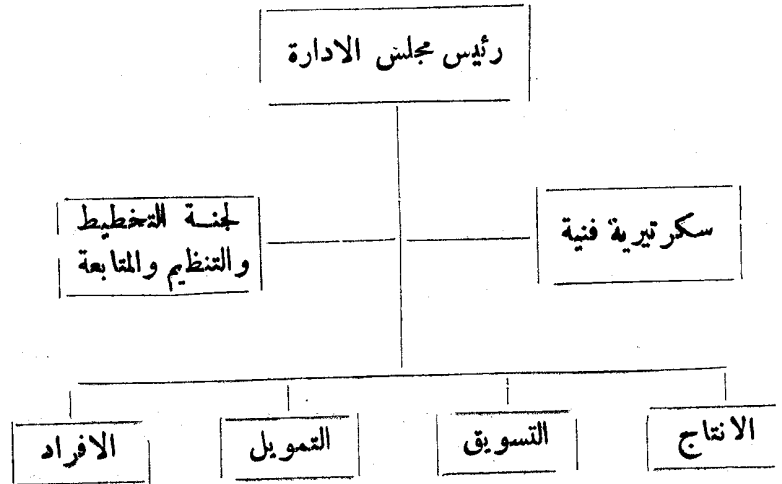 رئيس مجلس الادارة
سكرتيرية فنية
لجنة التخطيط
والتنظيم والمتابعة
الانتاج
التسويق
التمويل
الافراد